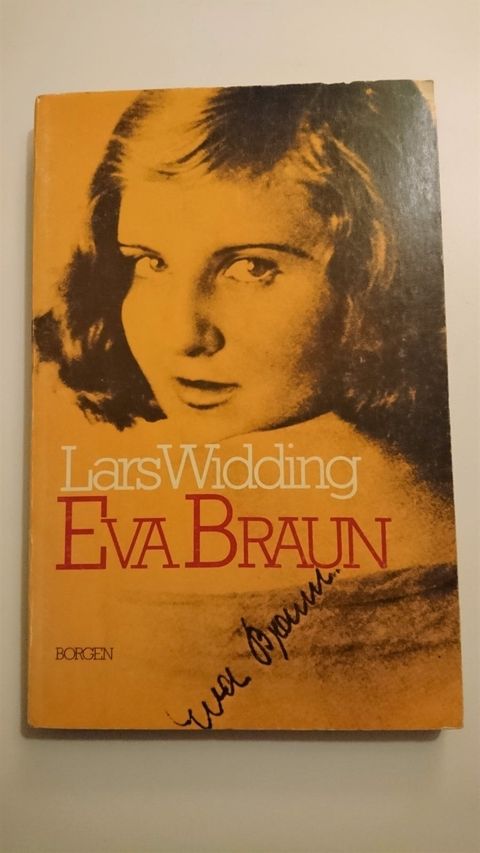 Lars Widding
EVA BRAUN
BORGEN
Eva Braun.